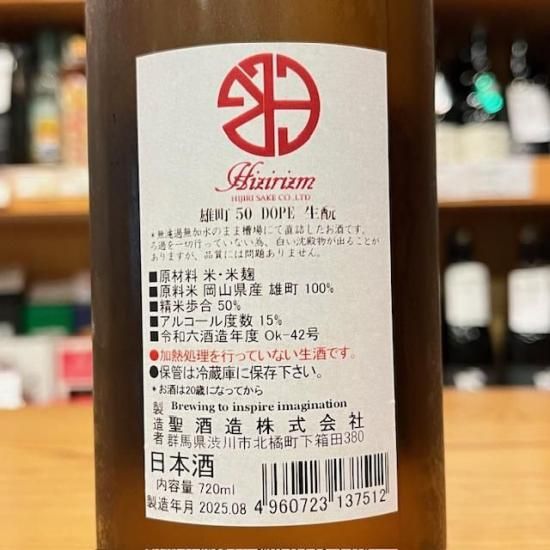 Hizirizm
HIJIRI SAKE CO.,LTD
雄町 50 DOPE 生酛
*無濾過無加水のまま槽場にて直詰したお酒です。
ろ過を一切行っていない為、白い沈殿物が出ることが
ありますが、品質には問題ありません。
■原材料 米・米麹
■原料米 岡山県産 雄町 100%
■精米歩合 50%
■アルコール度数 15%
■令和六酒造年度 Ok-42号
●加熱処理を行っていない生酒です。
●保管は冷蔵庫に保存下さい。
*お酒は20歳になってから
Brewing to inspire imagination
製造者 聖酒造株式会社
群馬県渋川市北橘町下箱田380
日本酒
内容量 720ml
製造年月 2025.08
4 960723 137512